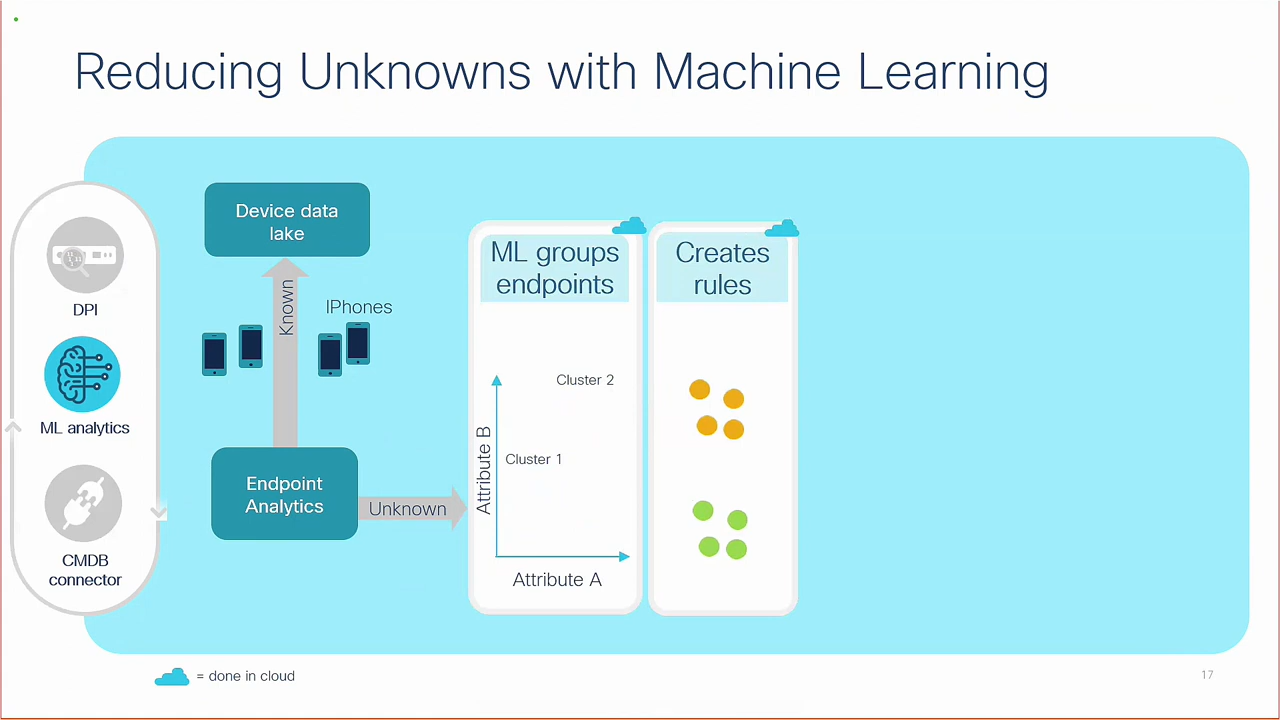 Reducing Unknowns with Machine Learning
DPI
ML analytics
CMDB
connector
Device data
lake
Known
IPhones
Endpoint
Analytics
Unknown
ML groups
endpoints
Cluster 2
Cluster 1
Attribute B
Attribute A
Creates
rules
= done in cloud
17